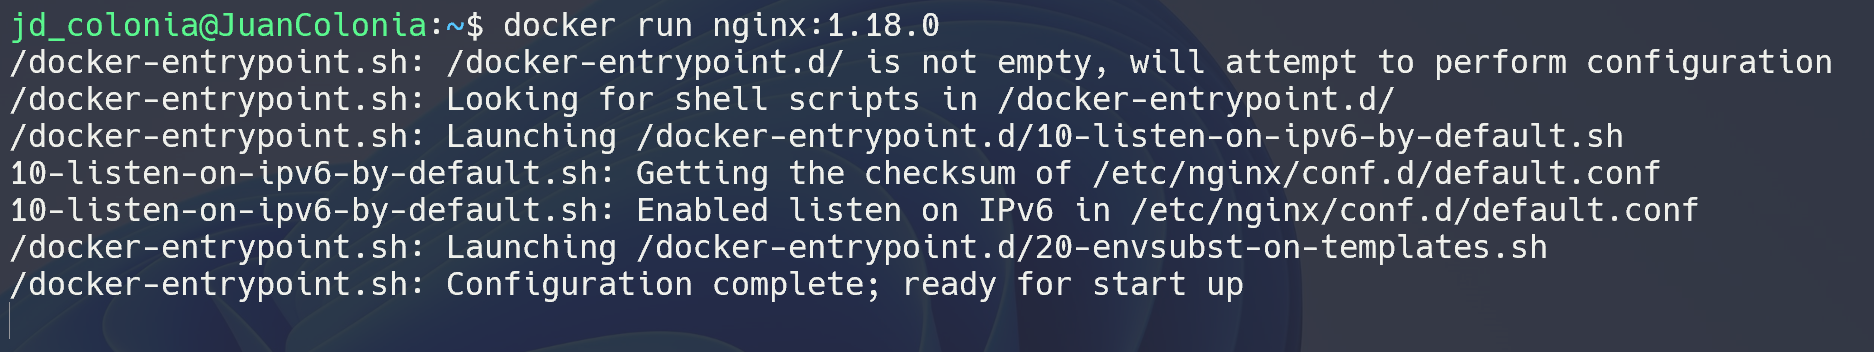 jd_colonia@JuanColonia:~$ docker run nginx:1.18.0
/docker-entrypoint.sh: /docker-entrypoint.d/ is not empty, will attempt to perform configuration
/docker-entrypoint.sh: Looking for shell scripts in /docker-entrypoint.d/
/docker-entrypoint.sh: Launching /docker-entrypoint.d/10-listen-on-ipv6-by-default.sh
10-listen-on-ipv6-by-default.sh: Getting the checksum of /etc/nginx/conf.d/default.conf
10-listen-on-ipv6-by-default.sh: Enabled listen on IPv6 in /etc/nginx/conf.d/default.conf
/docker-entrypoint.sh: Launching /docker-entrypoint.d/20-envsubst-on-templates.sh
/docker-entrypoint.sh: Configuration complete; ready for start up